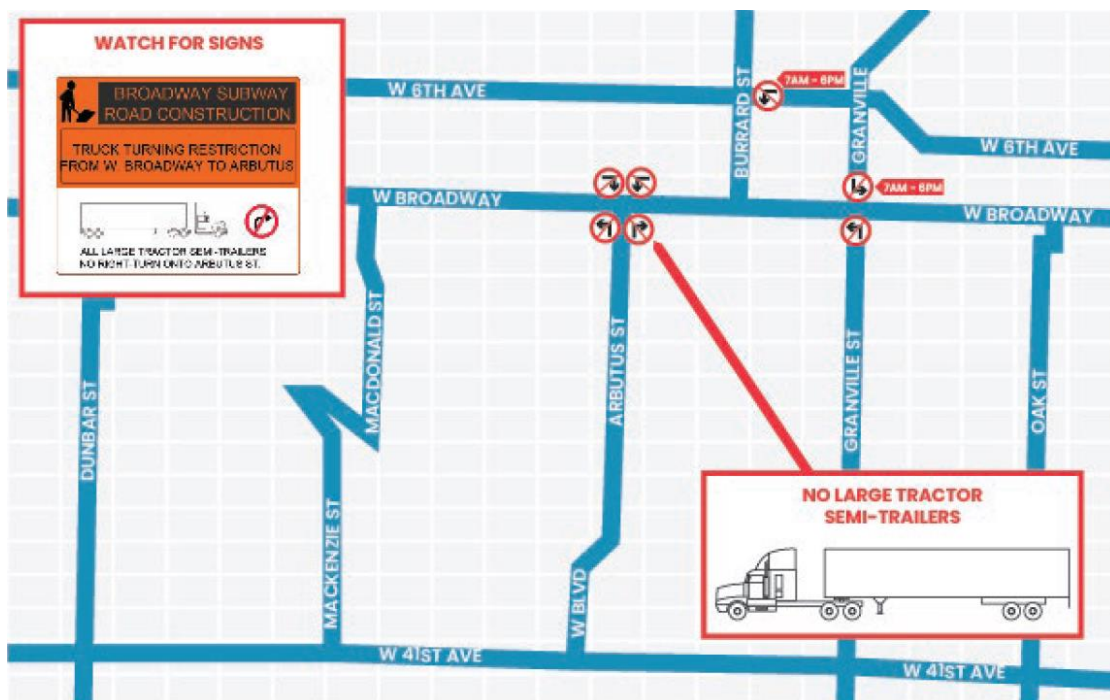 WATCH FOR SIGNS
BROADWAY SUBWAY
ROAD CONSTRUCTION
TRUCK TURNING RESTRICTION
FROM W. BROADWAY TO ARBUTUS
ALL LARGE TRACTOR SEMI-TRAILERS
NO RIGHT-TURN ONTO ARBUTUS ST.
W 6TH AVE
BURRARD ST
7AM - 6PM
GRANVILLE
W 6TH AVE
W BROADWAY
7AM - 6PM
W BROADWAY
DUNBAR ST
MACDONALD ST
MACKENZIE ST
ARBUTUS ST
W BLVD
GRANVILLE ST
OAK ST
NO LARGE TRACTOR
SEMI-TRAILERS
W 41ST AVE
W 41ST AVE